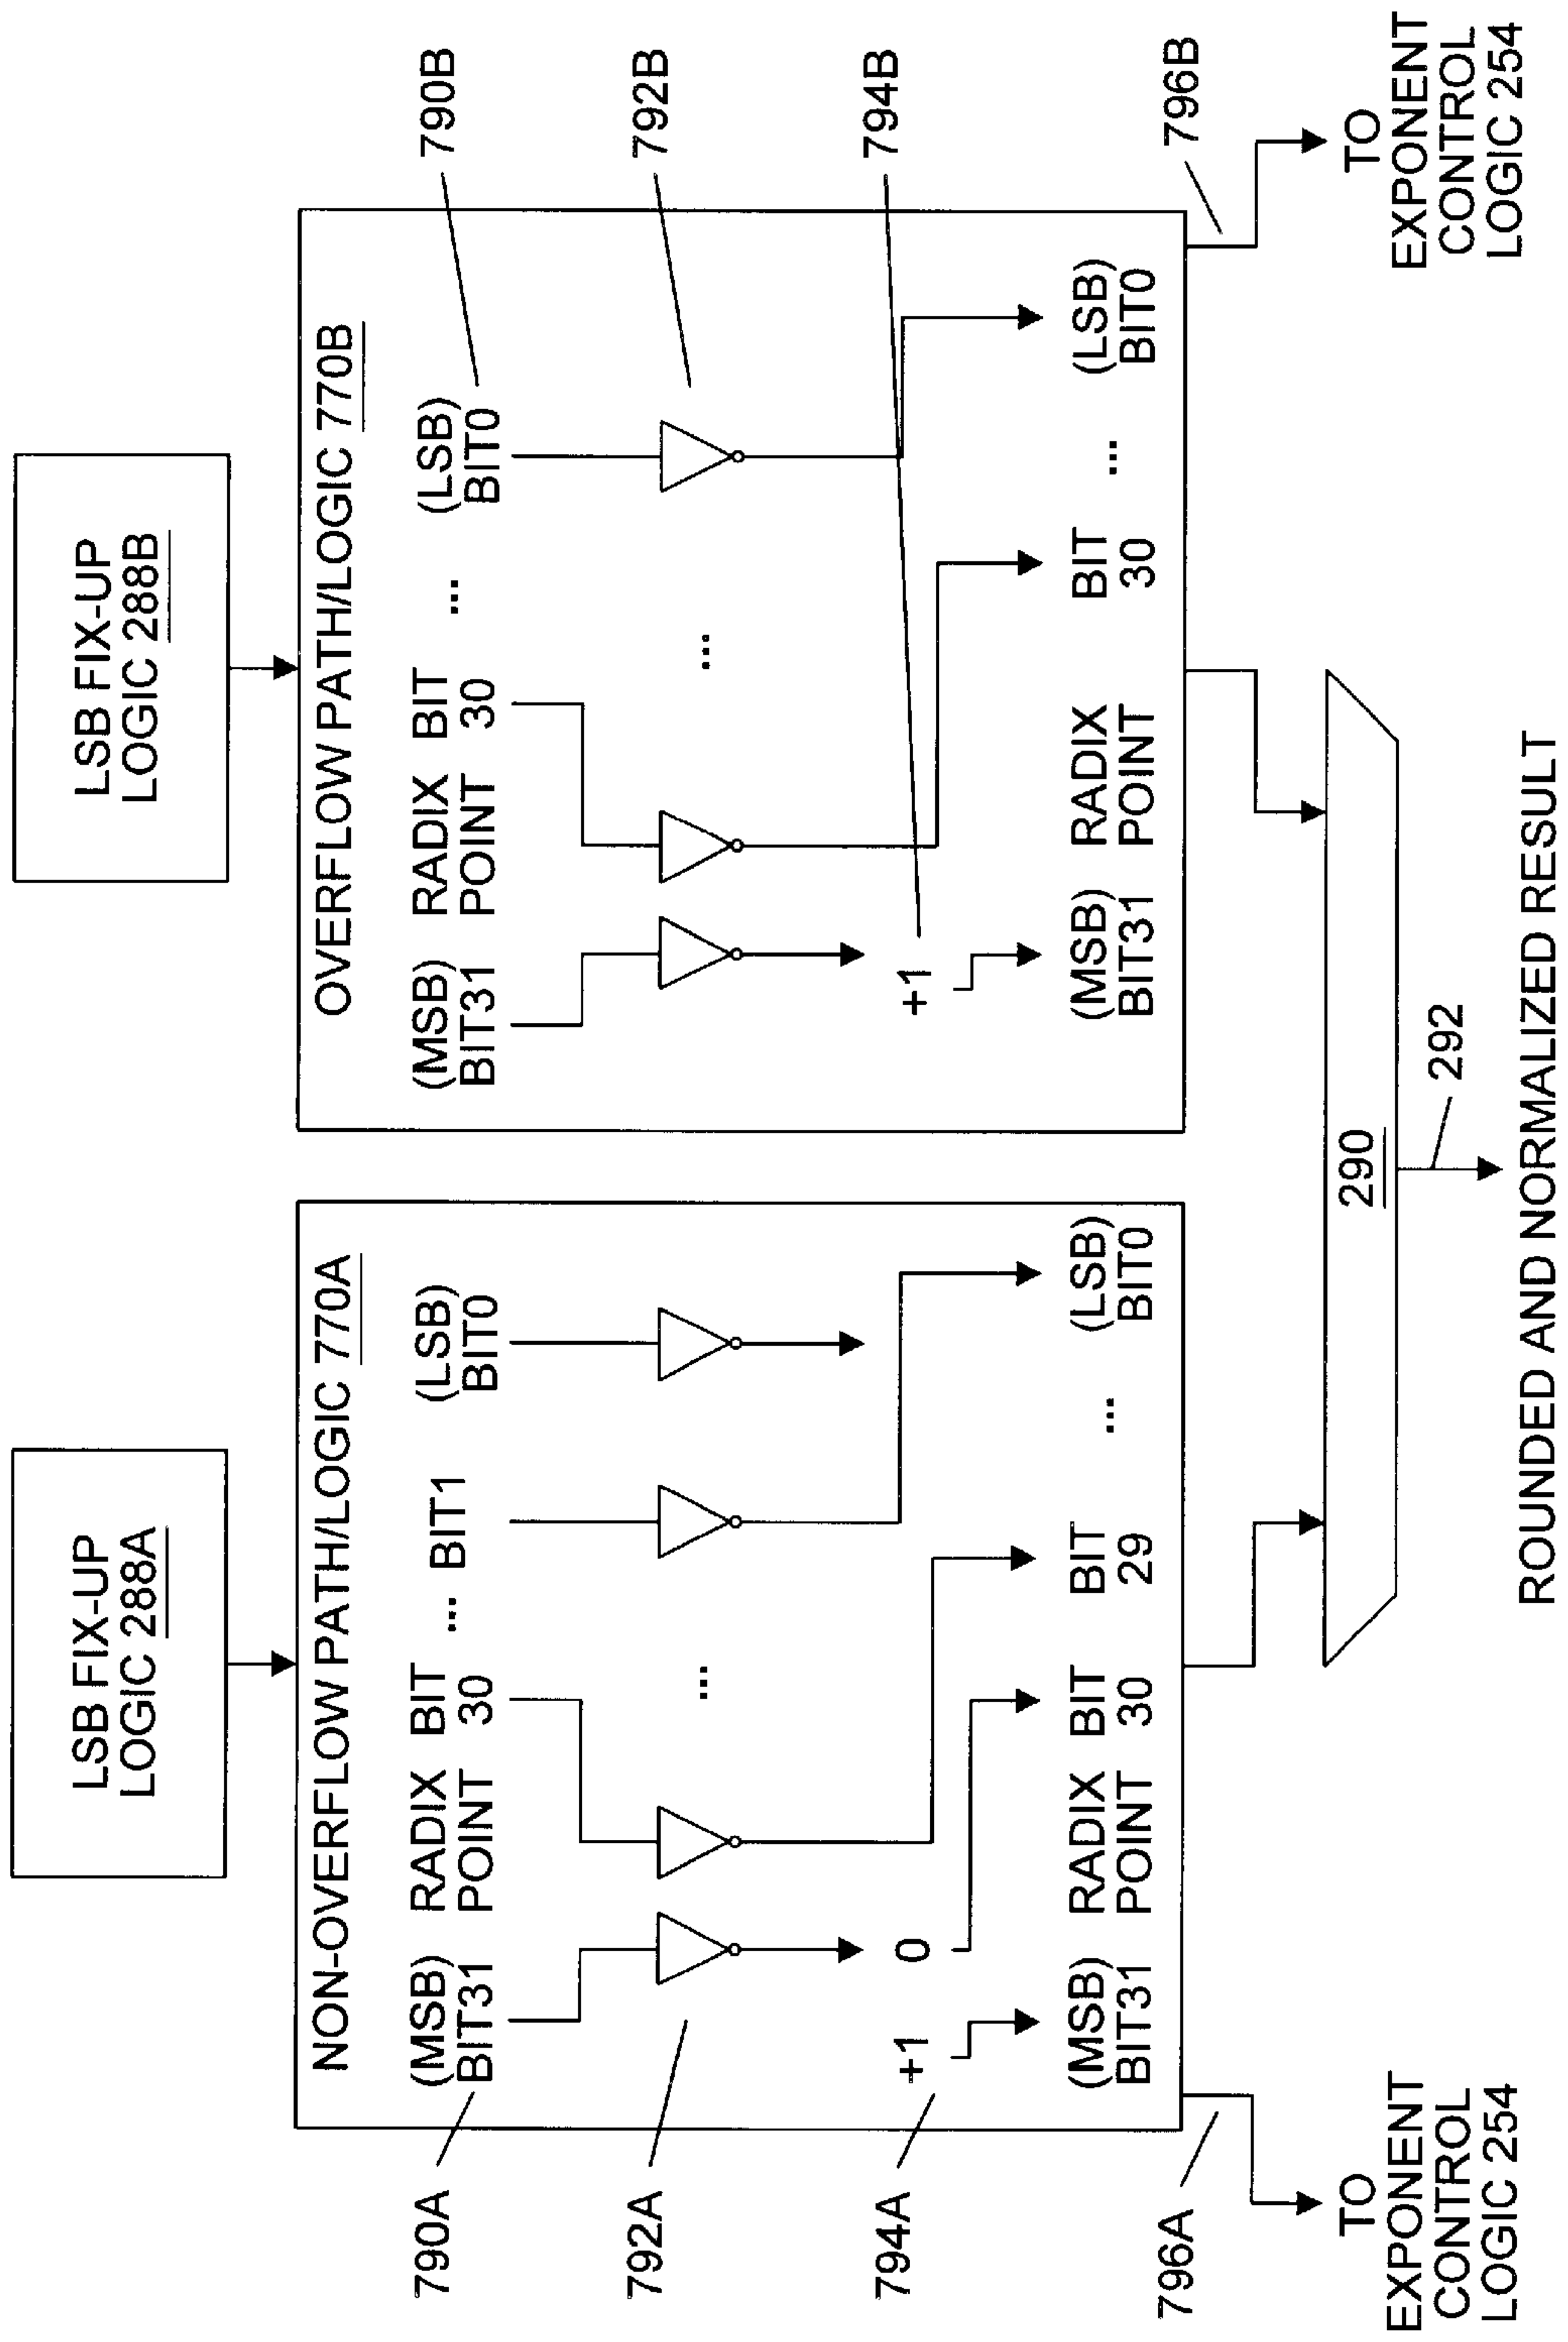 LSB FIX-UP
LOGIC 288A
NON-OVERFLOW PATH/LOGIC 770A
(MSB) RADIX BIT ... BIT1 (LSB)
BIT31 POINT 30 BIT0
790A
792A
...
+1 0
794A
(MSB) RADIX BIT BIT ... (LSB)
BIT31 POINT 30 29 BIT0
796A
TO
EXPONENT
CONTROL
LOGIC 254
LSB FIX-UP
LOGIC 288B
OVERFLOW PATH/LOGIC 770B
(MSB) RADIX BIT ... (LSB)
BIT31 POINT 30 BIT0
790B
792B
...
+1
794B
(MSB) RADIX BIT ... (LSB)
BIT31 POINT 30 BIT0
796B
TO
EXPONENT
CONTROL
LOGIC 254
290
292
ROUNDED AND NORMALIZED RESULT